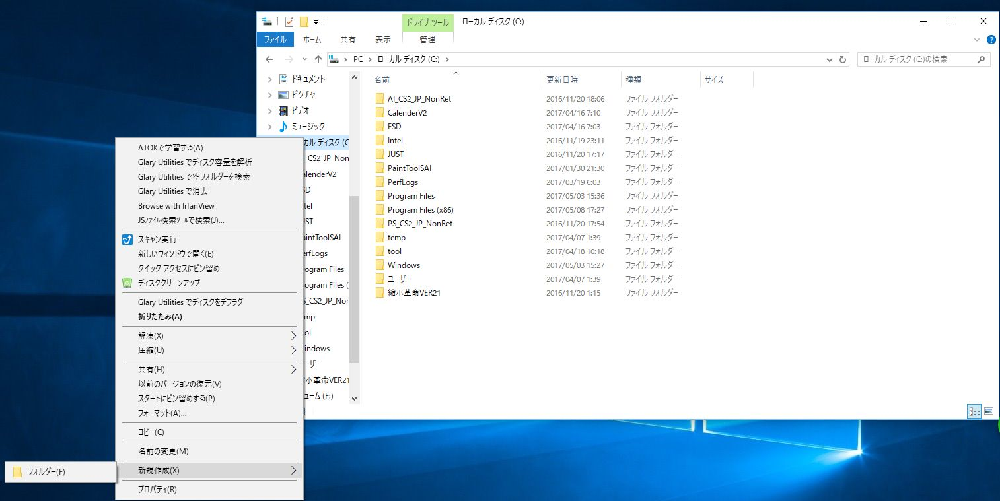 ドライブ ツール
ローカル ディスク (C:)
ファイル
ホーム
共有
表示
管理
PC
ローカル ディスク (C:)
ローカル ディスク (C:)の検索
ドキュメント
ピクチャ
ビデオ
ミュージック
カル ディスク (C
_CS2_JP_Non
alenderV2
SD
tel
UST
aintToolSAI
erfLogs
rogram Files
rogram Files (
S_CS2_JP_Nor
mp
ol
indows
ーザー
小革命VER21
ューム (F:)
名前
更新日時
種類
サイズ
AI_CS2_JP_NonRet 2016/11/20 18:06 ファイル フォルダー
CalenderV2 2017/04/16 7:10 ファイル フォルダー
ESD 2017/04/16 7:03 ファイル フォルダー
Intel 2016/11/19 23:11 ファイル フォルダー
JUST 2016/11/20 17:17 ファイル フォルダー
PaintToolSAI 2017/01/30 21:30 ファイル フォルダー
PerfLogs 2017/03/19 6:03 ファイル フォルダー
Program Files 2017/05/03 15:36 ファイル フォルダー
Program Files (x86) 2017/05/08 17:27 ファイル フォルダー
PS_CS2_JP_NonRet 2016/11/20 17:54 ファイル フォルダー
temp 2017/04/07 1:39 ファイル フォルダー
tool 2017/04/18 10:18 ファイル フォルダー
Windows 2017/05/03 15:27 ファイル フォルダー
ユーザー 2017/04/07 1:39 ファイル フォルダー
縮小革命VER21 2016/11/20 1:15 ファイル フォルダー
ATOKで学習する(A)
Glary Utilities でディスク容量を解析
Glary Utilities で空フォルダーを検索
Glary Utilities で消去
Browse with IrfanView
JSファイル検索ツールで検索(J)...
スキャン実行
新しいウィンドウで開く(E)
クイック アクセスにピン留め
ディスククリーンアップ
Glary Utilities でディスクをデフラグ
折りたたみ(A)
解凍(X)
圧縮(U)
共有(H)
以前のバージョンの復元(V)
スタートにピン留めする(P)
フォーマット(A)...
コピー(C)
名前の変更(M)
新規作成(X)
プロパティ(R)
フォルダー(F)